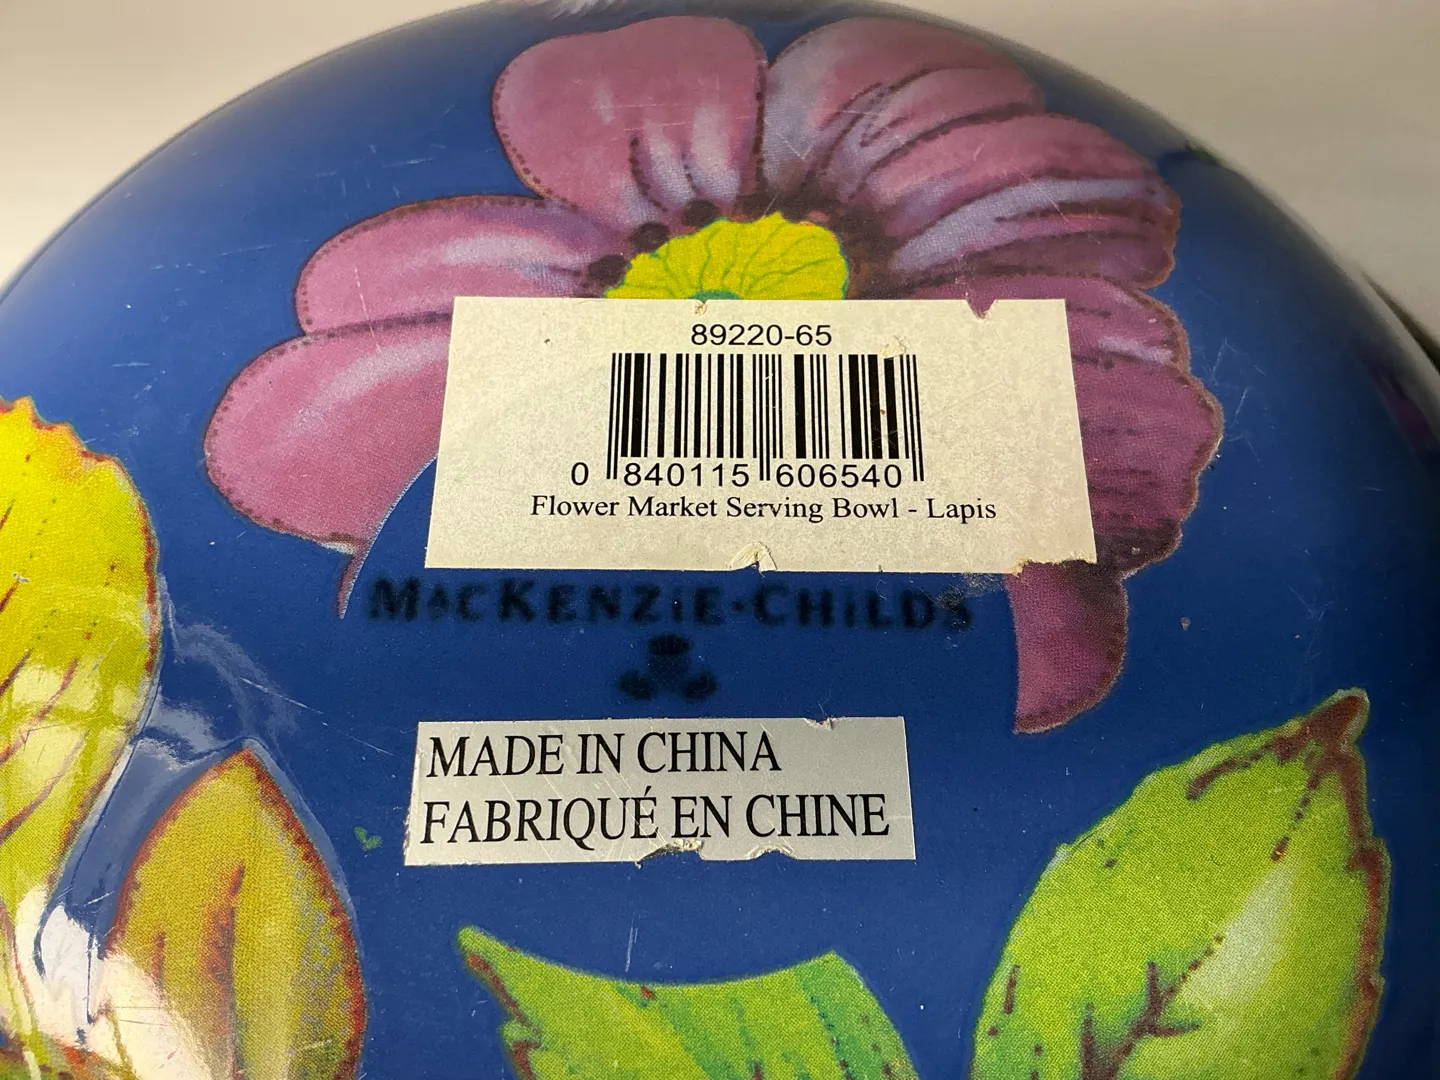 89220-65
0 840115 606540
Flower Market Serving Bowl - Lapis
MACKENZIE-CHILDS
MADE IN CHINA
FABRIQUÉ EN CHINE